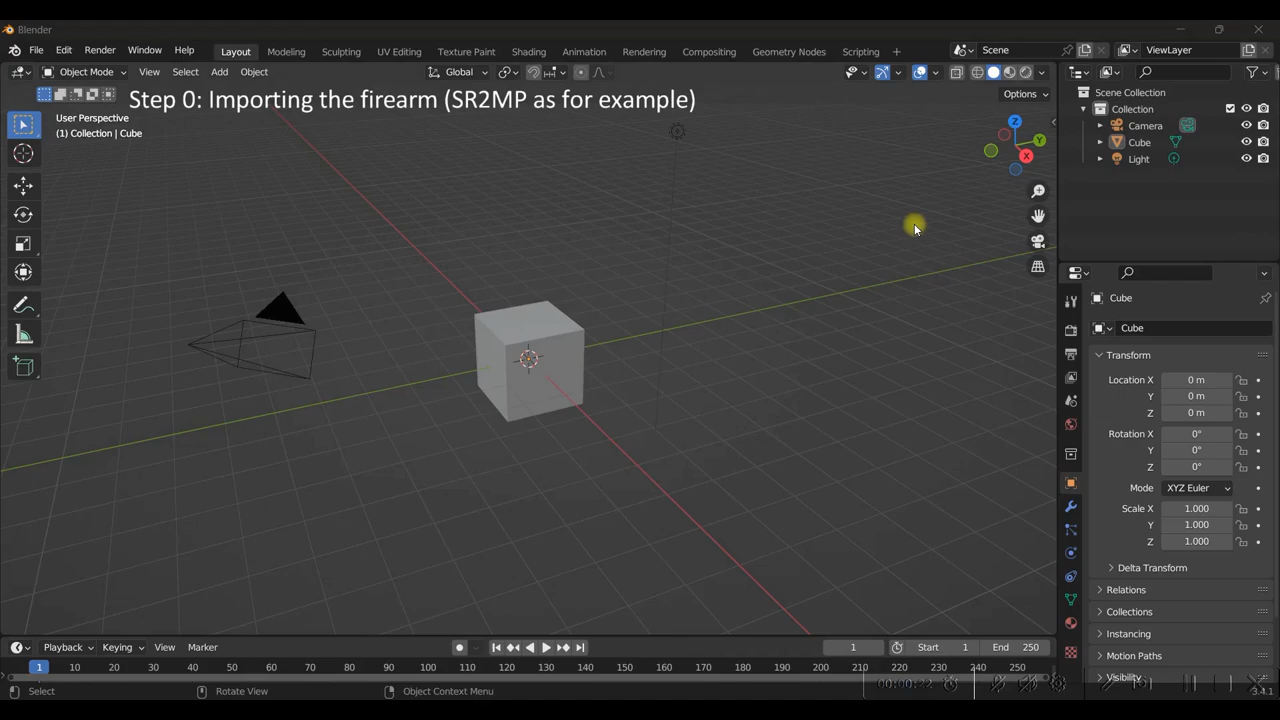 Blender
File Edit Render Window Help Layout Modeling Sculpting UV Editing Texture Paint Shading Animation Rendering Compositing Geometry Nodes Scripting + Scene ViewLayer
Object Mode View Select Add Object Global
Options
Step 0: Importing the firearm (SR2MP as for example)
User Perspective
(1) Collection | Cube
Z
Y
X
Scene Collection
Collection
Camera
Cube
Light
Cube
Cube
Transform
Location X 0 m
Y 0 m
Z 0 m
Rotation X 0°
Y 0°
Z 0°
Mode XYZ Euler
Scale X 1.000
Y 1.000
Z 1.000
Delta Transform
Relations
Collections
Instancing
Motion Paths
Visibility
Playback Keying View Marker 1 Start 1 End 250
1 10 20 30 40 50 60 70 80 90 100 110 120 130 140 150 160 170 180 190 200 210 220 230 240 250
Select Rotate View Object Context Menu 00:00:22 3.4.1